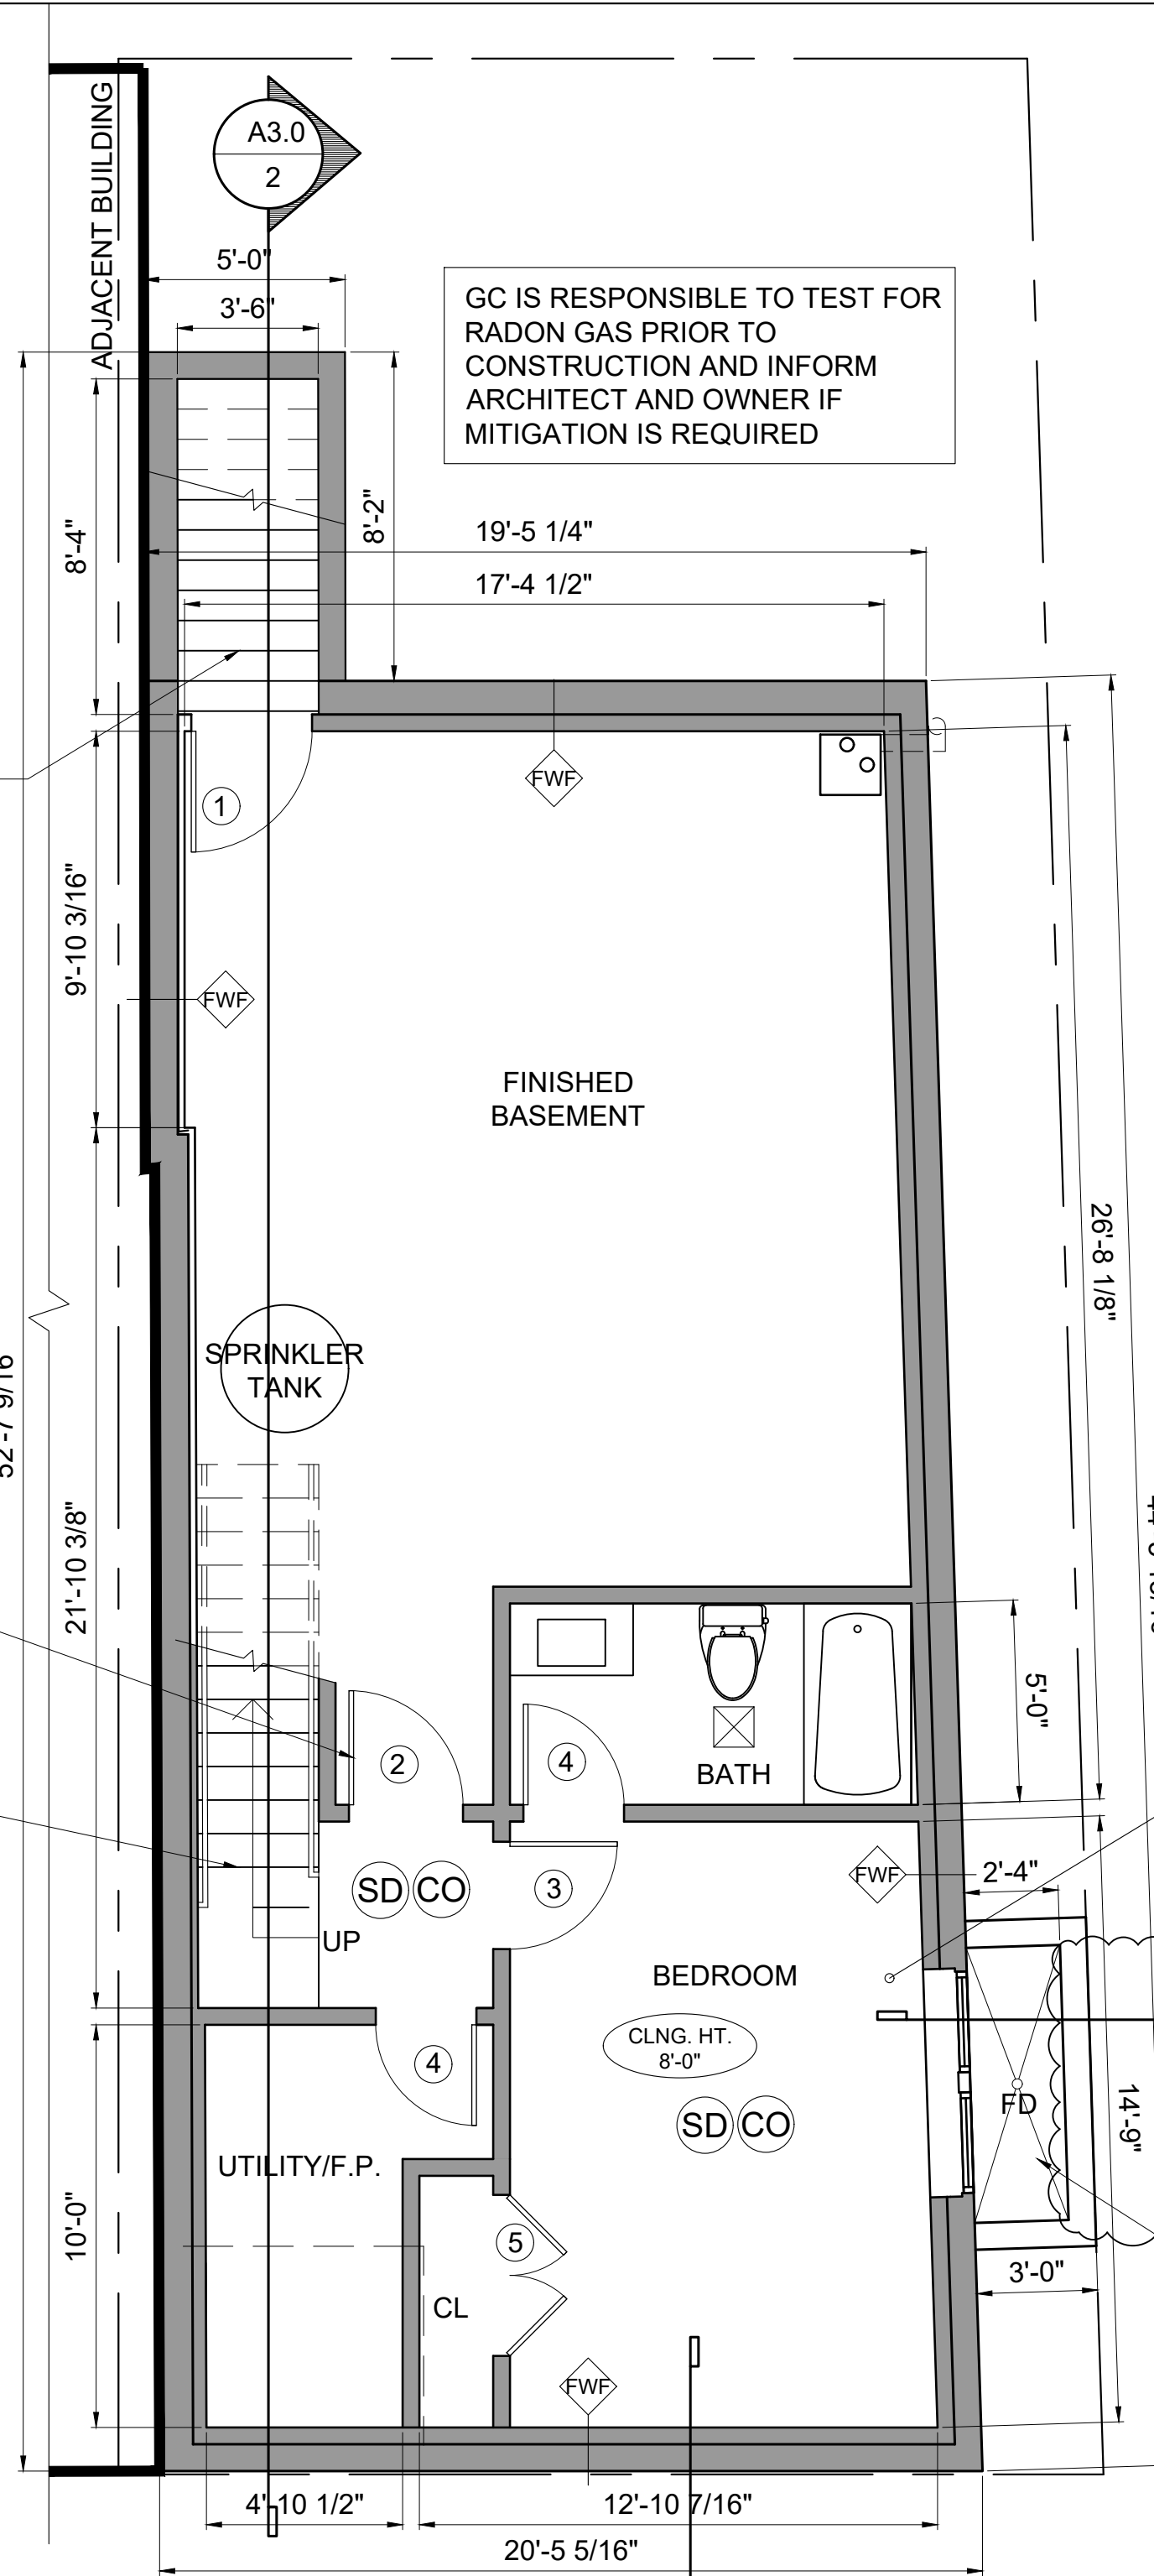 ADJACENT BUILDING
A3.0
2
5'-0"
3'-6"
GC IS RESPONSIBLE TO TEST FOR
RADON GAS PRIOR TO
CONSTRUCTION AND INFORM
ARCHITECT AND OWNER IF
MITIGATION IS REQUIRED
8'-4"
8'-2"
19'-5 1/4"
17'-4 1/2"
FWF
1
9'-10 3/16"
FWF
FINISHED
BASEMENT
26'-8 1/8"
SPRINKLER
TANK
21'-10 3/8"
5'-0"
2
4
BATH
SD
CO
3
FWF
2'-4"
UP
BEDROOM
CLNG. HT.
8'-0"
4
SD
CO
FD
14'-9"
UTILITY/F.P.
10'-0"
5
3'-0"
CL
FWF
4'-10 1/2"
12'-10 7/16"
20'-5 5/16"